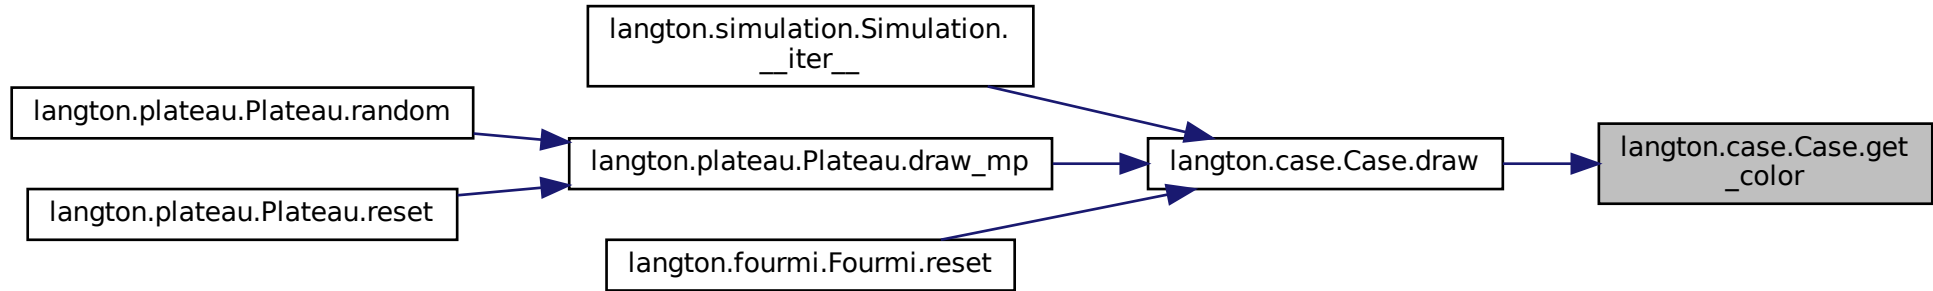 langton.simulation.Simulation.
__iter__
langton.plateau.Plateau.random
langton.plateau.Plateau.draw_mp
langton.case.Case.draw
langton.case.Case.get
_color
langton.plateau.Plateau.reset
langton.fourmi.Fourmi.reset